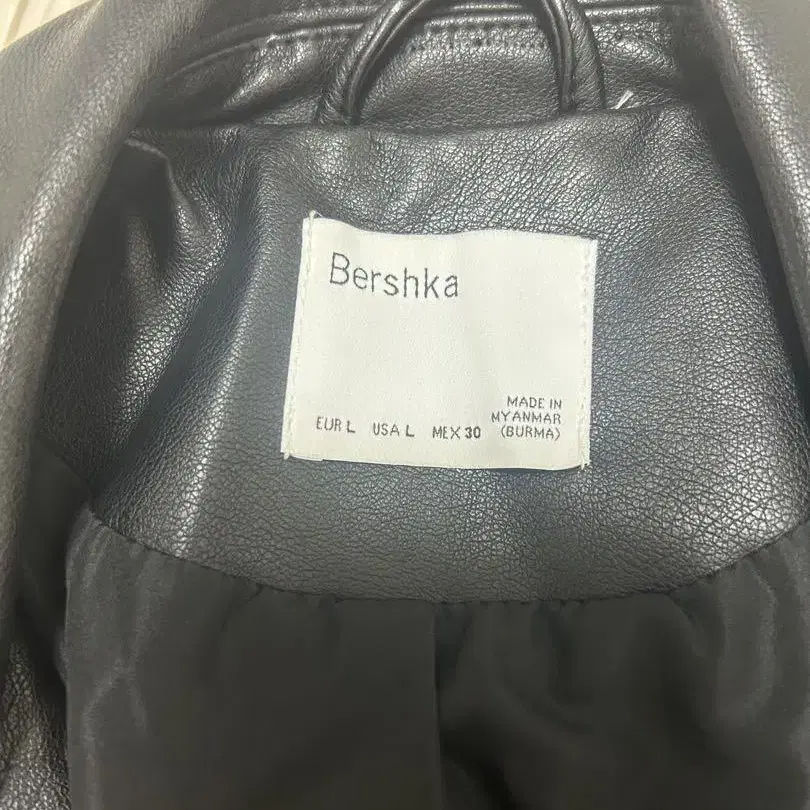 Bershka
MADE IN
MYANMAR
EUR L USA L MEX 30 (BURMA)